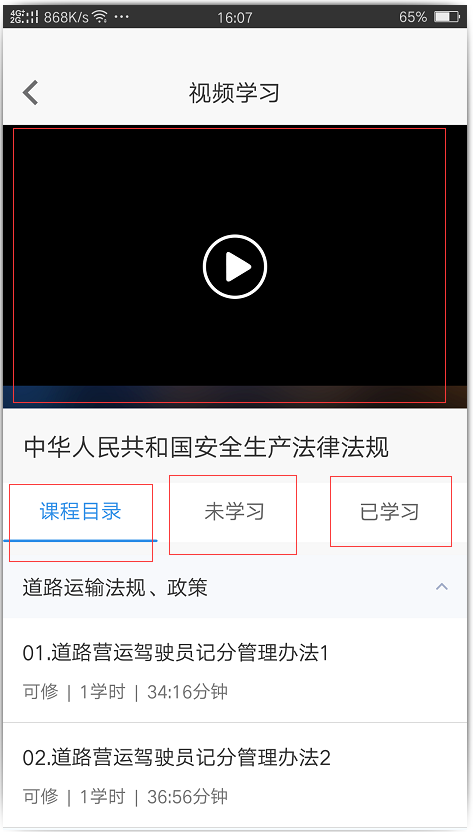 4G 2G 868K/s ... 16:07 65%
视频学习
中华人民共和国安全生产法律法规
课程目录 未学习 已学习
道路运输法规、政策
01.道路营运驾驶员记分管理办法1
可修 | 1学时 | 34:16分钟
02.道路营运驾驶员记分管理办法2
可修 | 1学时 | 36:56分钟